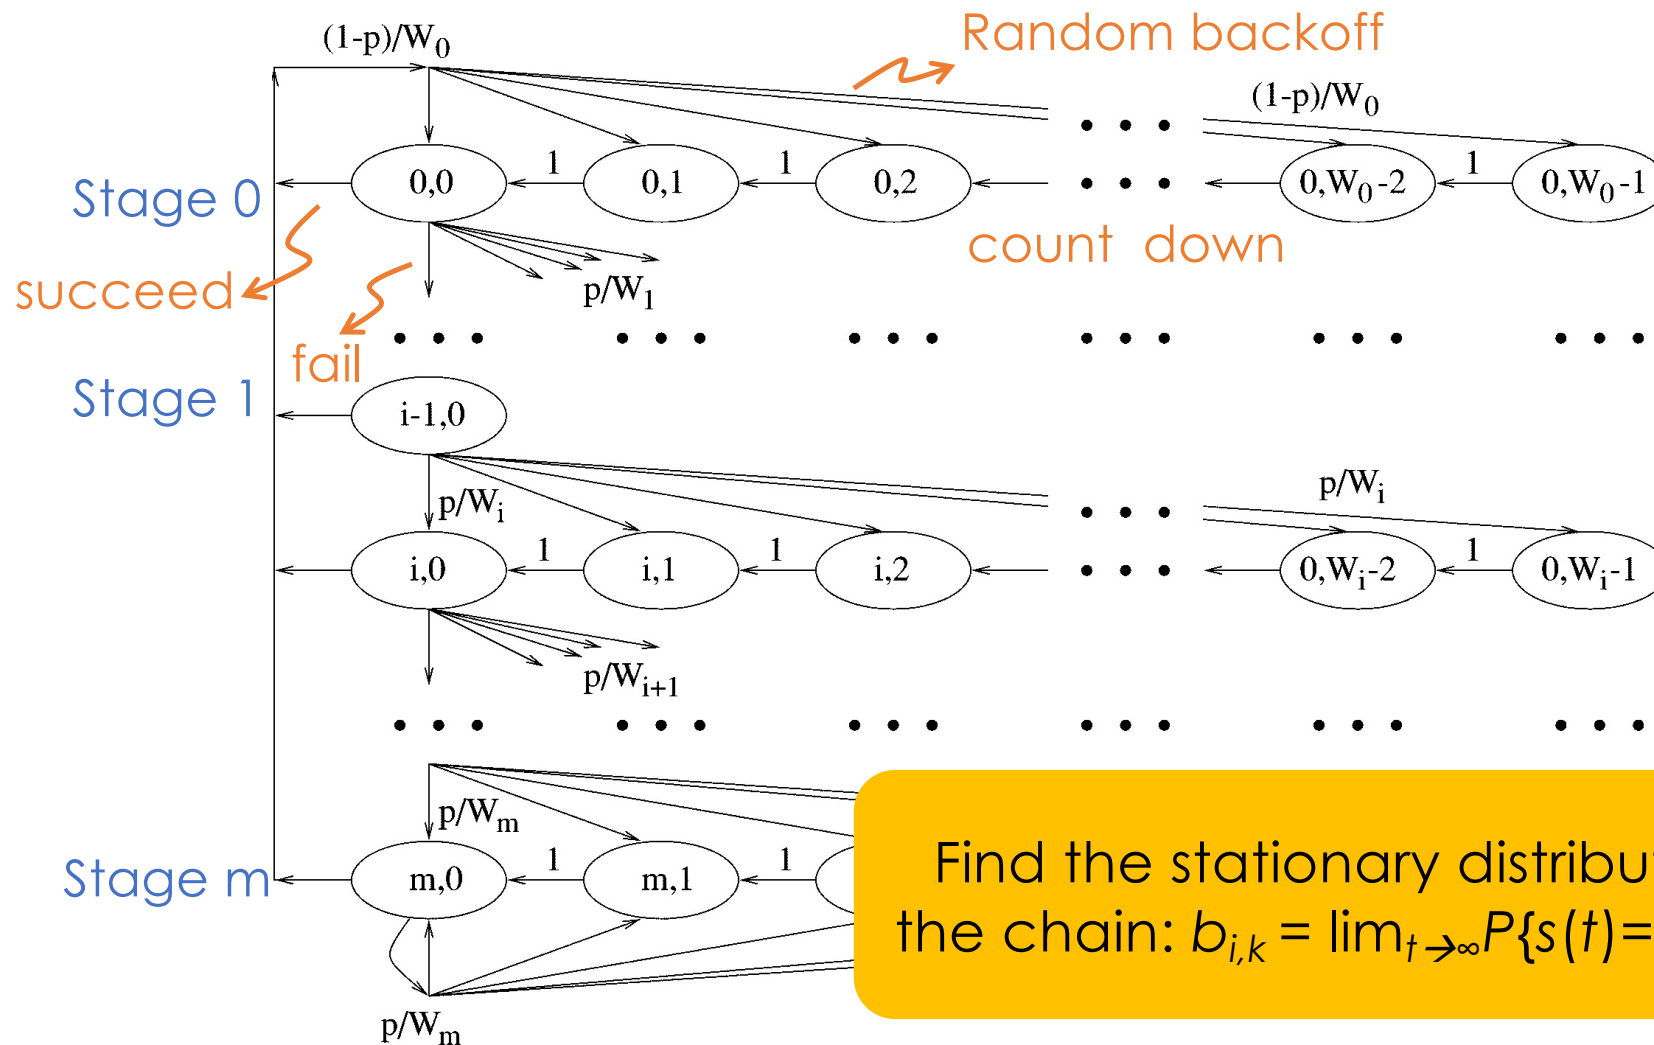 (1-p)/W₀
Random backoff
(1-p)/W₀
Stage 0
0,0
1
0,1
1
0,2
0,W₀-2
1
0,W₀-1
count down
succeed
p/W₁
fail
Stage 1
i-1,0
p/Wᵢ
p/Wᵢ
i,0
1
i,1
1
i,2
0,Wᵢ-2
1
0,Wᵢ-1
p/Wᵢ₊₁
p/Wₘ
Stage m
m,0
1
m,1
1
Find the stationary
the chain: bᵢ,ₖ = limₜ→∞P{s(t)=
p/Wₘ